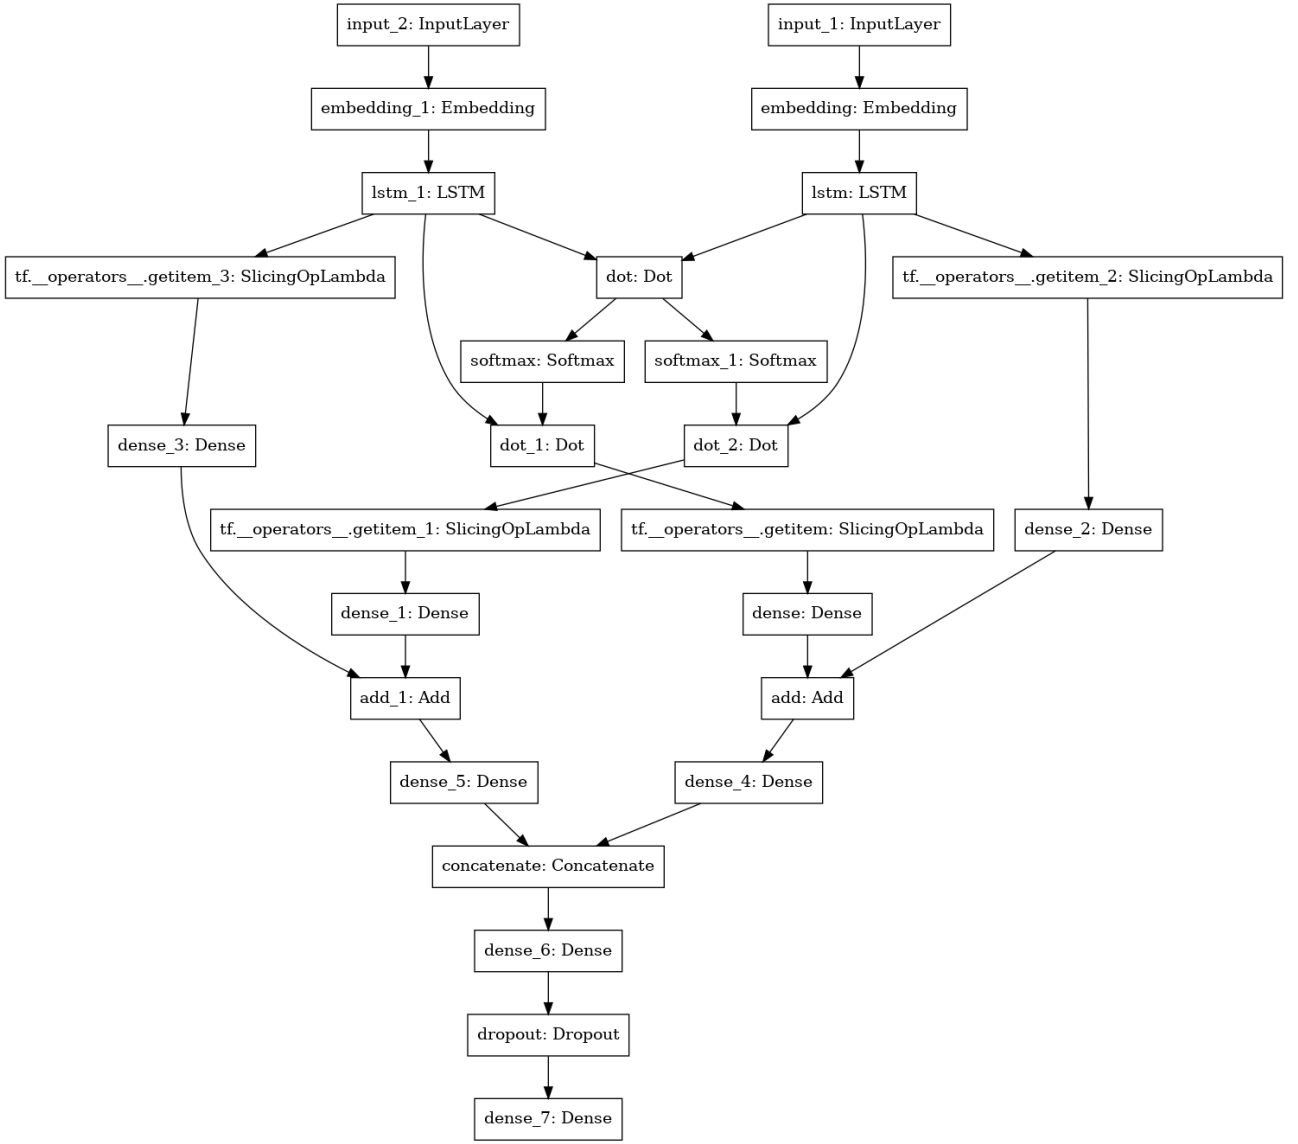 input_2: InputLayer
input_1: InputLayer
embedding_1: Embedding
embedding: Embedding
lstm_1: LSTM
lstm: LSTM
tf.__operators__.getitem_3: SlicingOpLambda
dot: Dot
tf.__operators__.getitem_2: SlicingOpLambda
softmax: Softmax
softmax_1: Softmax
dense_3: Dense
dot_1: Dot
dot_2: Dot
tf.__operators__.getitem_1: SlicingOpLambda
tf.__operators__.getitem: SlicingOpLambda
dense_2: Dense
dense_1: Dense
dense: Dense
add_1: Add
add: Add
dense_5: Dense
dense_4: Dense
concatenate: Concatenate
dense_6: Dense
dropout: Dropout
dense_7: Dense